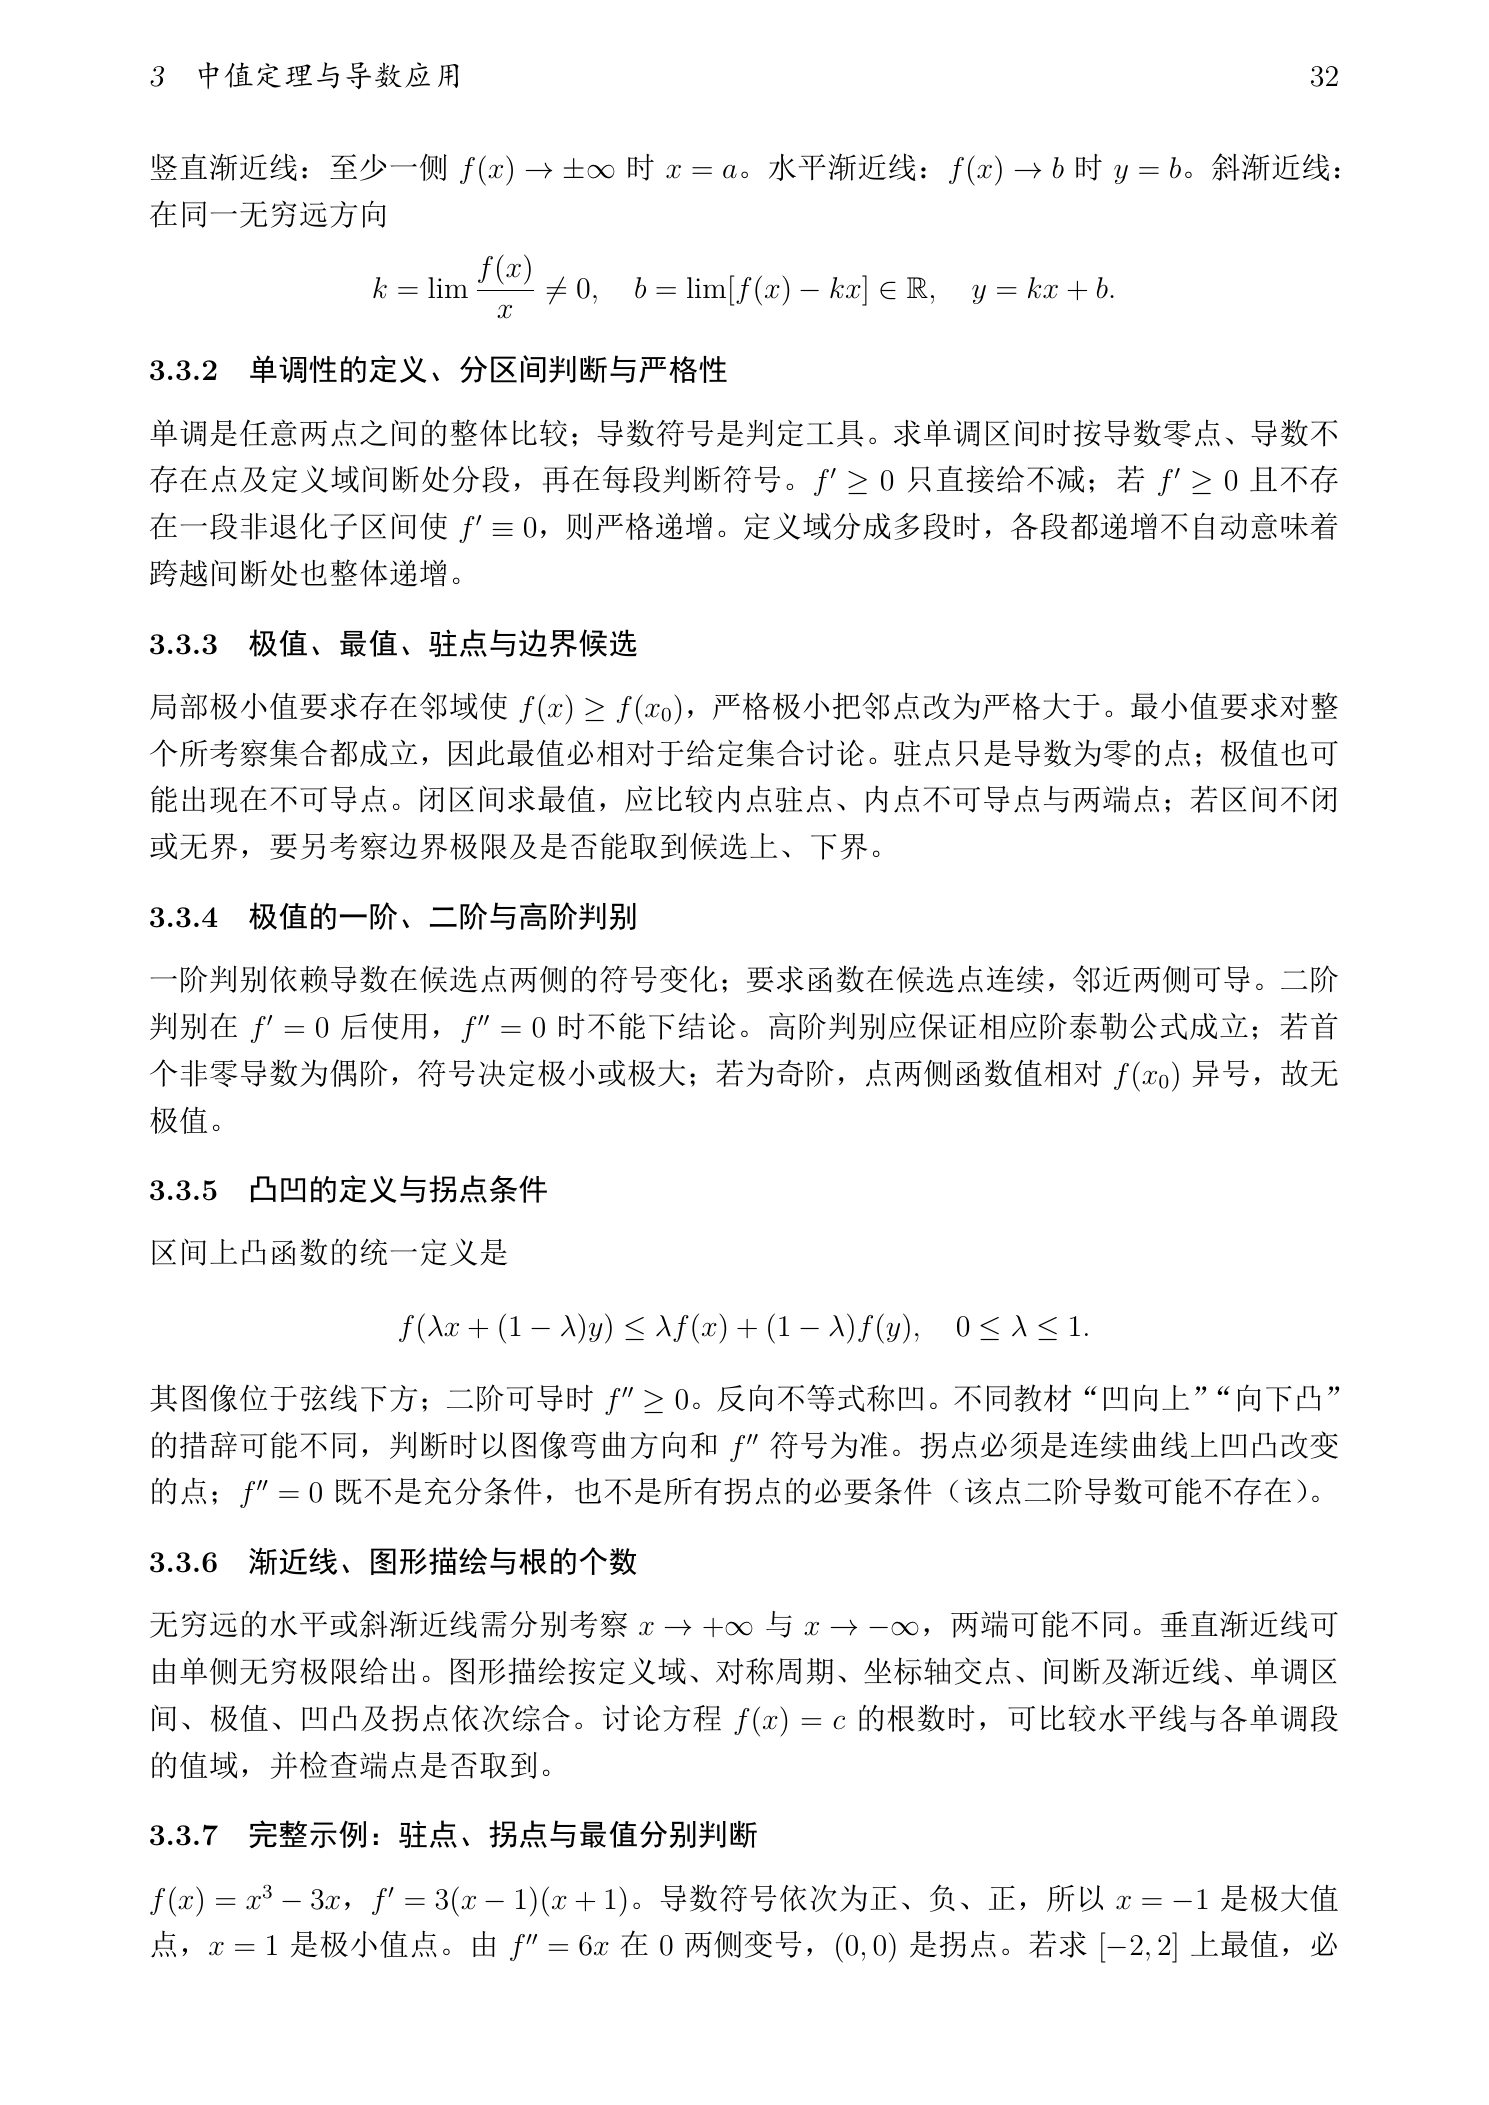 3 中值定理与导数应用 32
竖直渐近线：至少一侧 f(x) → ±∞ 时 x = a。水平渐近线：f(x) → b 时 y = b。斜渐近线：
在同一无穷远方向
k = lim f(x)/x ≠ 0, b = lim[f(x) − kx] ∈ ℝ, y = kx + b.
3.3.2 单调性的定义、分区间判断与严格性
单调是任意两点之间的整体比较；导数符号是判定工具。求单调区间时按导数零点、导数不
存在点及定义域间断处分段，再在每段判断符号。f′ ≥ 0 只直接给不减；若 f′ ≥ 0 且不存
在一段非退化子区间使 f′ ≡ 0，则严格递增。定义域分成多段时，各段都递增不自动意味着
跨越间断处也整体递增。
3.3.3 极值、最值、驻点与边界候选
局部极小值要求存在邻域使 f(x) ≥ f(x₀)，严格极小把邻点改为严格大于。最小值要求对整
个所考察集合都成立，因此最值必相对于给定集合讨论。驻点只是导数为零的点；极值也可
能出现在不可导点。闭区间求最值，应比较内点驻点、内点不可导点与两端点；若区间不闭
或无界，要另考察边界极限及是否能取到候选上、下界。
3.3.4 极值的一阶、二阶与高阶判别
一阶判别依赖导数在候选点两侧的符号变化；要求函数在候选点连续，邻近两侧可导。二阶
判别在 f′ = 0 后使用，f″ = 0 时不能下结论。高阶判别应保证相应阶泰勒公式成立；若首
个非零导数为偶阶，符号决定极小或极大；若为奇阶，点两侧函数值相对 f(x₀) 异号，故无
极值。
3.3.5 凸凹的定义与拐点条件
区间上凸函数的统一定义是
f(λx + (1 − λ)y) ≤ λf(x) + (1 − λ)f(y), 0 ≤ λ ≤ 1.
其图像位于弦线下方；二阶可导时 f″ ≥ 0。反向不等式称凹。不同教材“凹向上”“向下凸”
的措辞可能不同，判断时以图像弯曲方向和 f″ 符号为准。拐点必须是连续曲线上凹凸改变
的点；f″ = 0 既不是充分条件，也不是所有拐点的必要条件（该点二阶导数可能不存在）。
3.3.6 渐近线、图形描绘与根的个数
无穷远的水平或斜渐近线需分别考察 x → +∞ 与 x → −∞，两端可能不同。垂直渐近线可
由单侧无穷极限给出。图形描绘按定义域、对称周期、坐标轴交点、间断及渐近线、单调区
间、极值、凹凸及拐点依次综合。讨论方程 f(x) = c 的根数时，可比较水平线与各单调段
的值域，并检查端点是否取到。
3.3.7 完整示例：驻点、拐点与最值分别判断
f(x) = x³ − 3x，f′ = 3(x − 1)(x + 1)。导数符号依次为正、负、正，所以 x = −1 是极大值
点，x = 1 是极小值点。由 f″ = 6x 在 0 两侧变号，(0, 0) 是拐点。若求 [−2, 2] 上最值，必